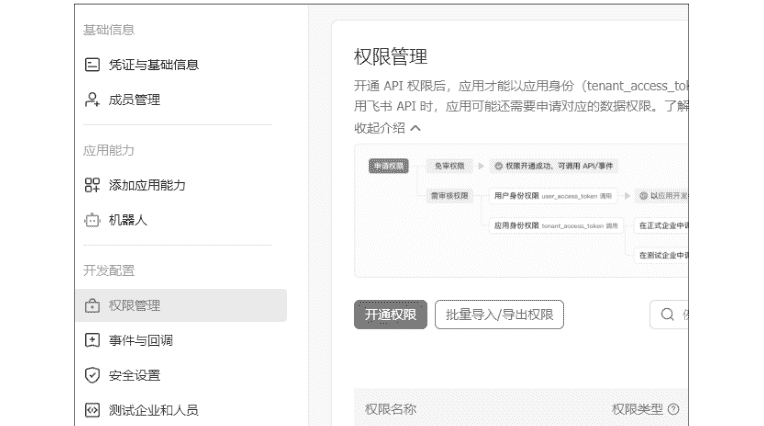 基础信息
凭证与基础信息
成员管理
应用能力
添加应用能力
机器人
开发配置
权限管理
事件与回调
安全设置
测试企业和人员
权限管理
开通 API 权限后，应用才能以应用身份（tenant_access_to
用飞书 API 时，应用可能还需要申请对应的数据权限。了解
收起介绍
申请权限
免审权限
权限开通成功，可调用 API/事件
需审核权限
用户身份权限 user_access_token 调用
以应用开发
应用身份权限 tenant_access_token 调用
在正式企业中
在测试企业中
开通权限
批量导入/导出权限
权限名称
权限类型